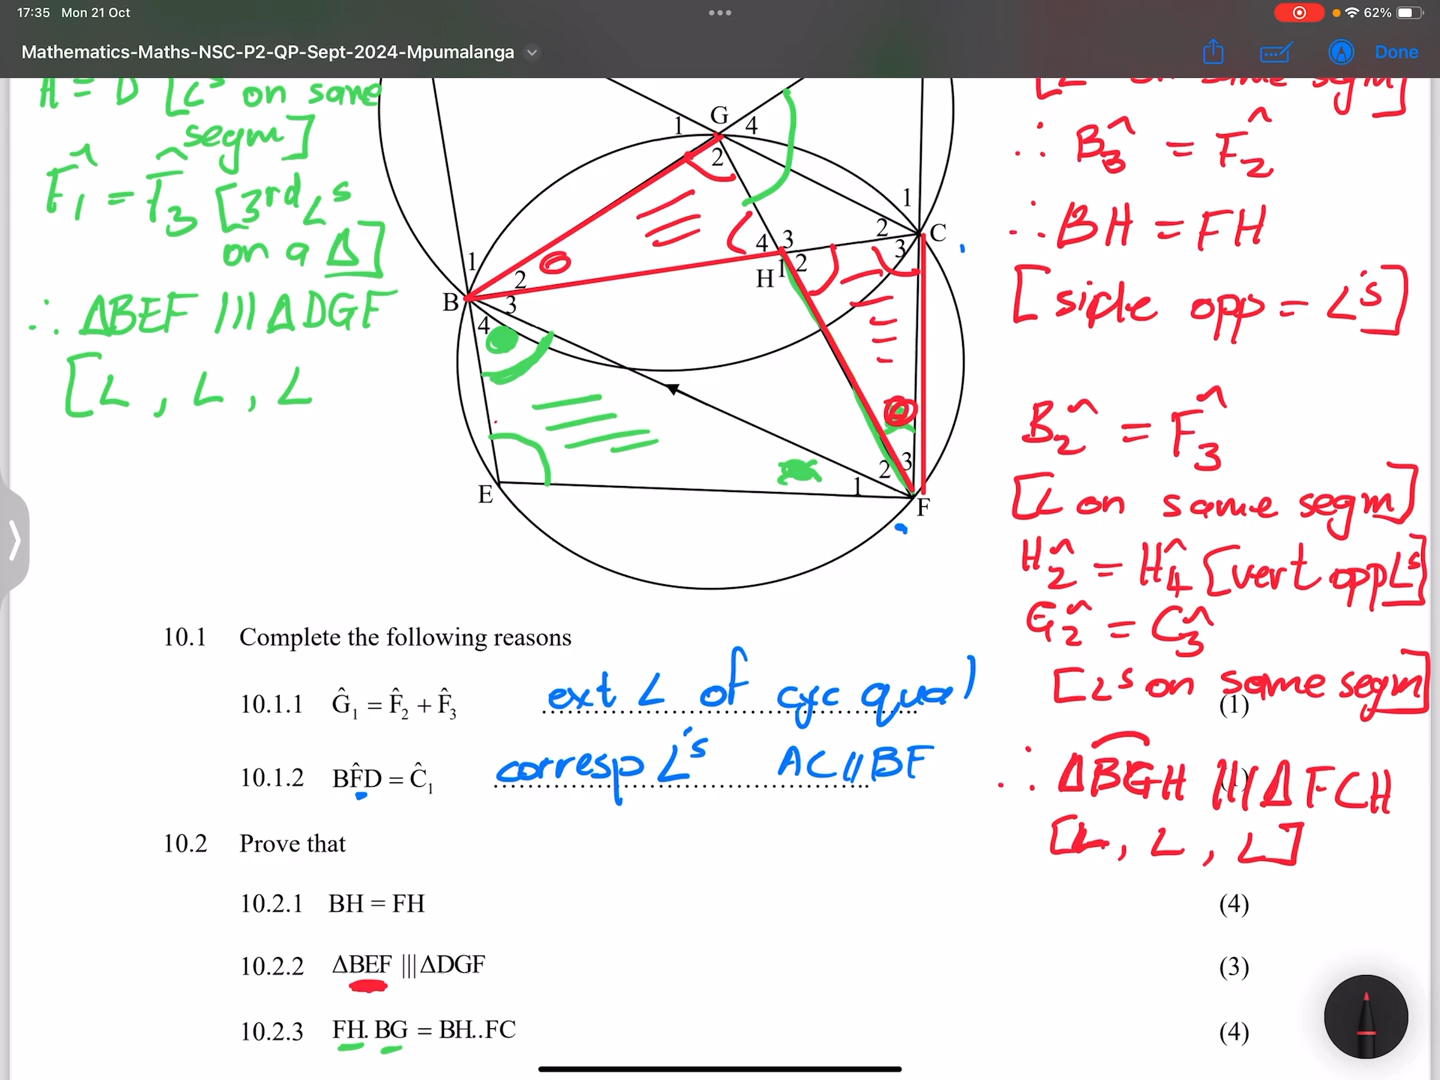 17:35 Mon 21 Oct
62%
Mathematics-Maths-NSC-P2-QP-Sept-2024-Mpumalanga
Done
H = D [∠s on same
segm]
F̂1 = F̂3 [3rd ∠s
on a Δ]
∴ ΔBEF ||| ΔDGF
[∠, ∠, ∠
G
1
4
2
1
2
C
3
4
3
H
1
2
1
2
B
3
4
E
2
3
1
F
on same segm]
∴ B̂3 = F̂2
∴ BH = FH
[siple opp = ∠'s]
B̂2 = F̂3
[∠ on same segm]
Ĥ2 = Ĥ4 [vert opp ∠s]
Ĝ2 = Ĉ3
[∠s on same segm]
∴ ΔBGH ||| ΔFCH
[∠, ∠, ∠]
10.1 Complete the following reasons
10.1.1 Ĝ1 = F̂2 + F̂3 ext ∠ of cyc quad (1)
10.1.2 BF̂D = Ĉ1 corresp ∠'s AC//BF
10.2 Prove that
10.2.1 BH = FH (4)
10.2.2 ΔBEF ||| ΔDGF (3)
10.2.3 FH. BG = BH..FC (4)